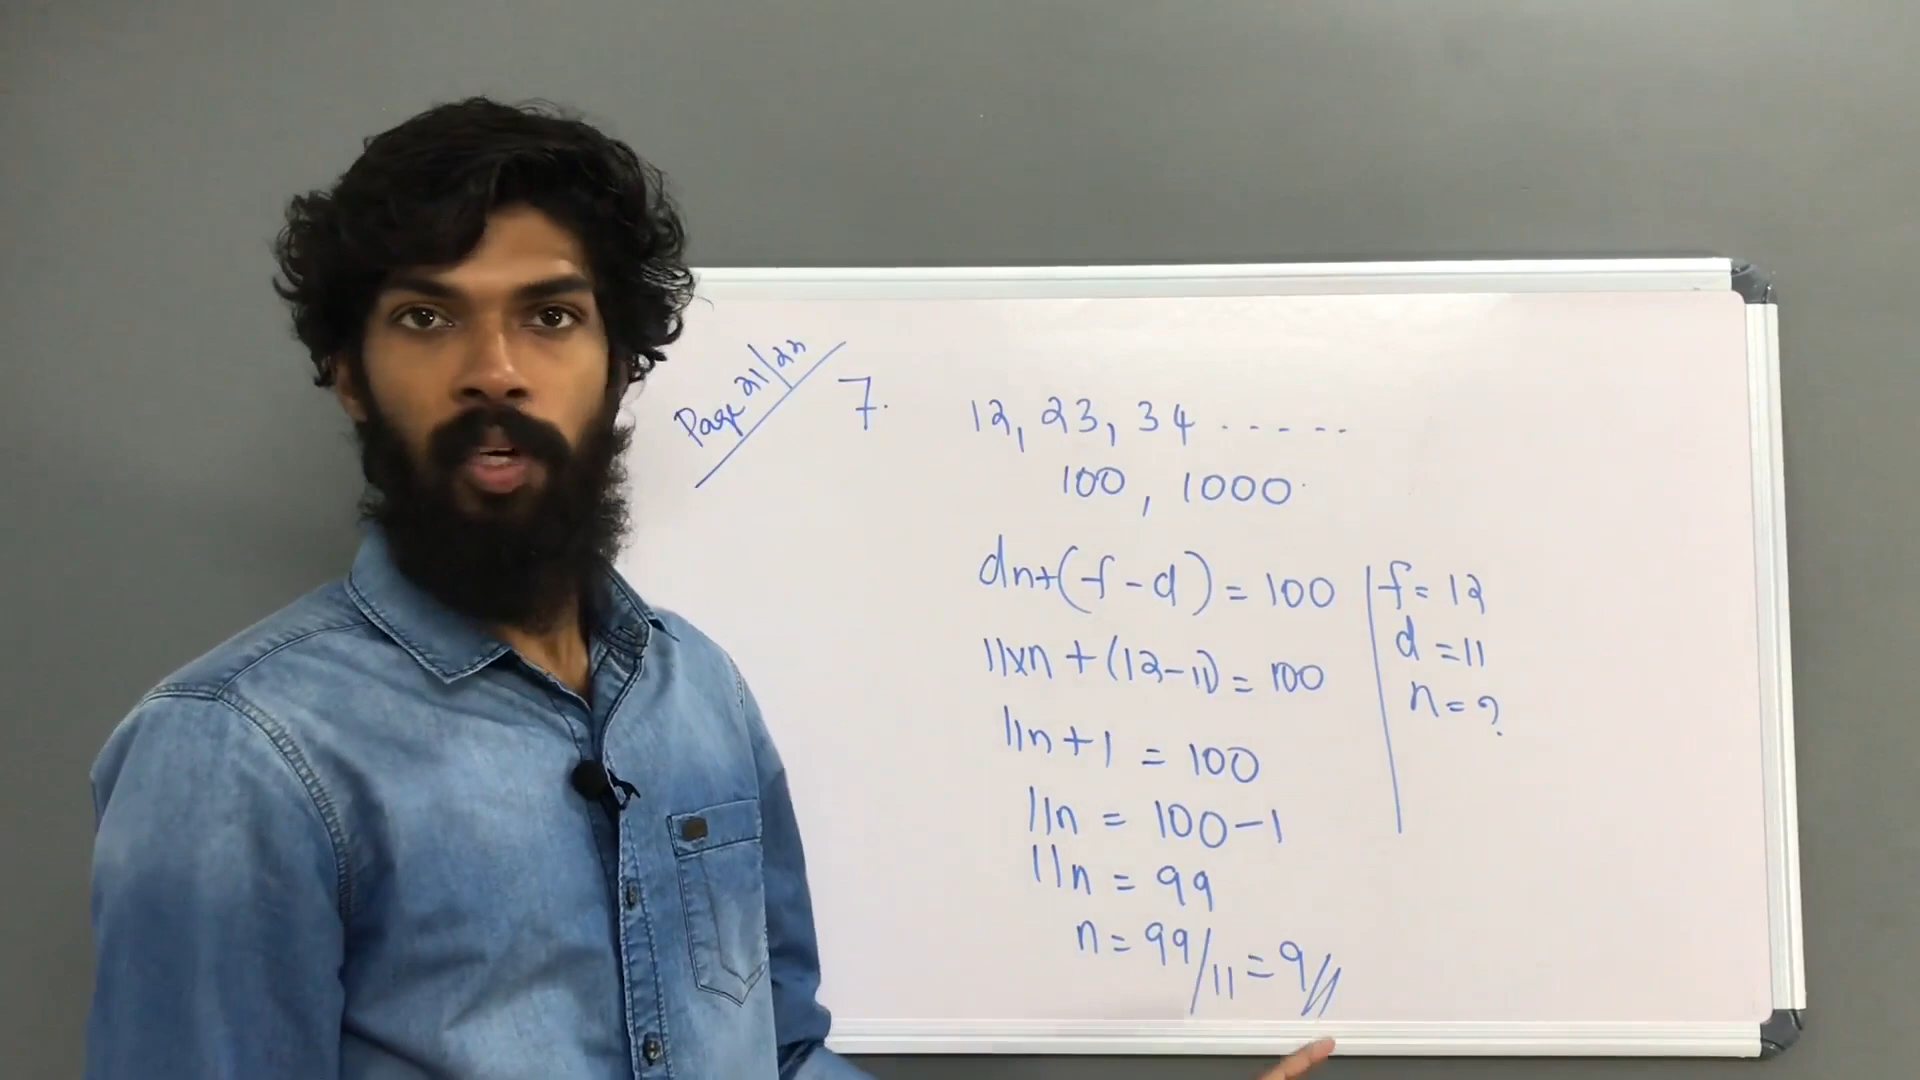 Page 21/22
7. 12, 23, 34 ......
100, 1000
dn+(f-d) = 100
f = 12
11xn + (12-11) = 100
d = 11
11n + 1 = 100
n = ?
11n = 100-1
11n = 99
n = 99/11 = 9//